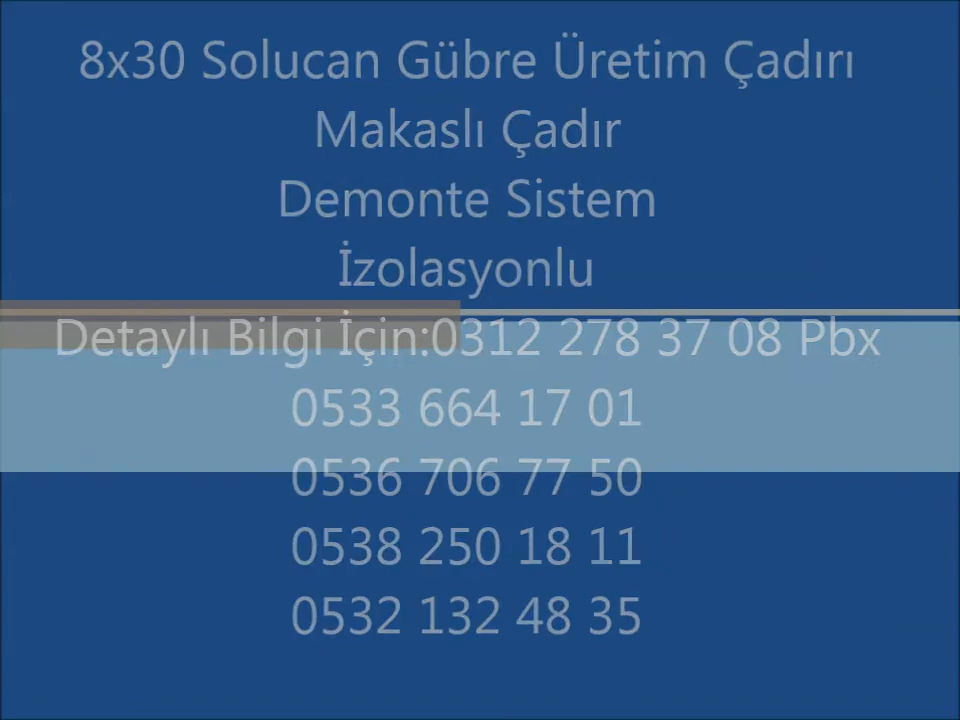 8x30 Solucan Gübre Üretim Çadırı
Makaslı Çadır
Demonte Sistem
İzolasyonlu
Detaylı Bilgi İçin:0312 278 37 08 Pbx
0533 664 17 01
0536 706 77 50
0538 250 18 11
0532 132 48 35